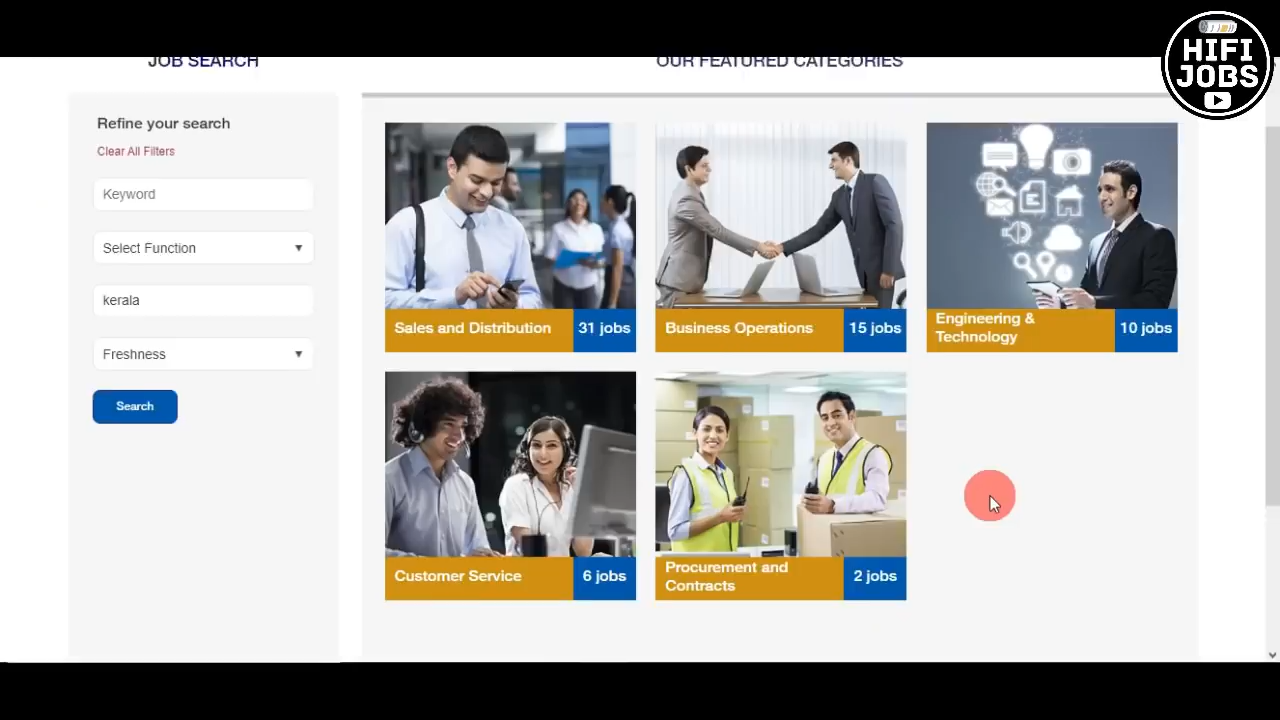 HIFI
JOBS
JOB SEARCH
OUR FEATURED CATEGORIES
Refine your search
Clear All Filters
Keyword
Select Function
kerala
Freshness
Search
Sales and Distribution
31 jobs
Business Operations
15 jobs
Engineering &
Technology
10 jobs
Customer Service
6 jobs
Procurement and
Contracts
2 jobs